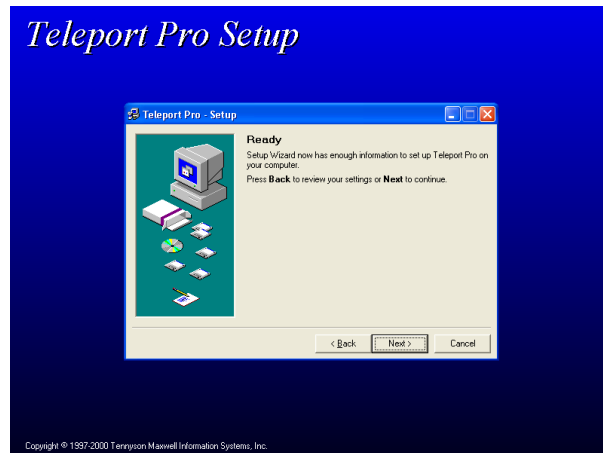 Teleport Pro Setup
Teleport Pro - Setup
Ready
Setup Wizard now has enough information to set up Teleport Pro on
your computer.
Press Back to review your settings or Next to continue.
< Back
Next >
Cancel
Copyright © 1997-2000 Tennyson Maxwell Information Systems, Inc.